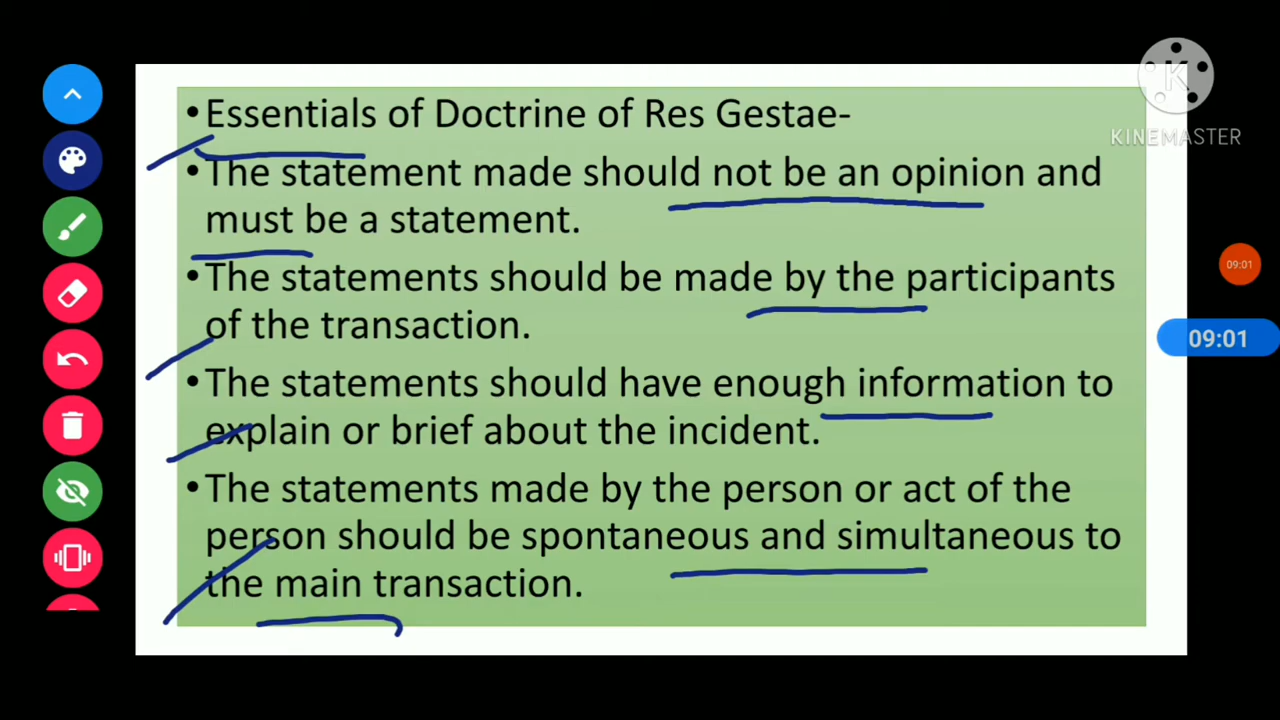 •Essentials of Doctrine of Res Gestae-
•The statement made should not be an opinion and
must be a statement.
•The statements should be made by the participants
of the transaction.
•The statements should have enough information to
explain or brief about the incident.
•The statements made by the person or act of the
person should be spontaneous and simultaneous to
the main transaction.
K
KINEMASTER
09:01
09:01